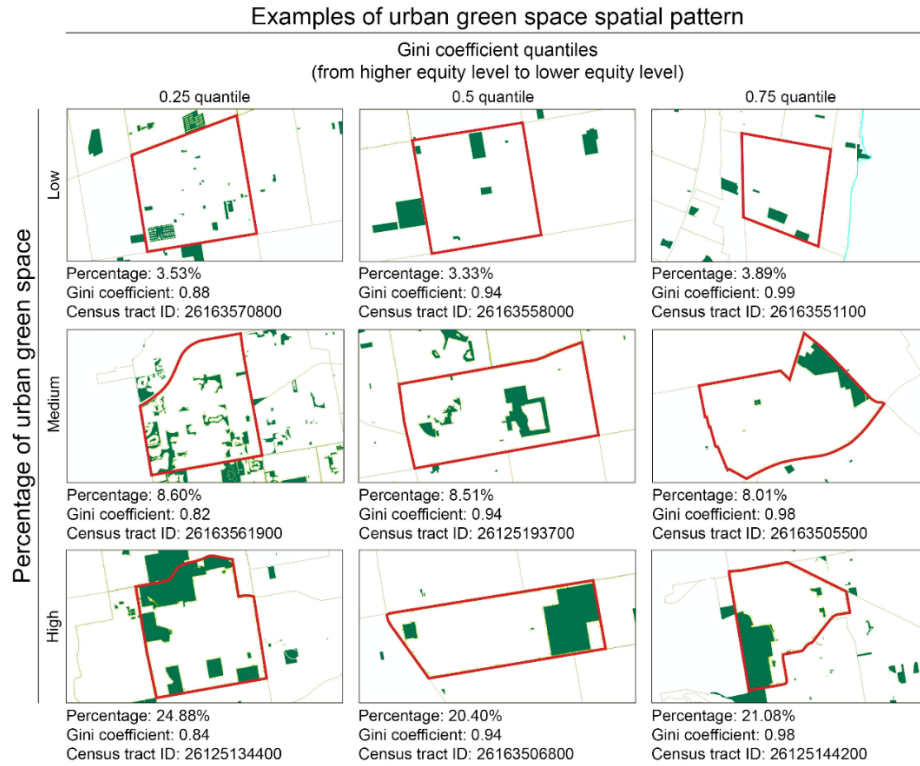 Examples of urban green space spatial pattern
Gini coefficient quantiles
(from higher equity level to lower equity level)
0.25 quantile
0.5 quantile
0.75 quantile
Percentage of urban green space
Low
Percentage: 3.53%
Gini coefficient: 0.88
Census tract ID: 26163570800
Percentage: 3.33%
Gini coefficient: 0.94
Census tract ID: 26163558000
Percentage: 3.89%
Gini coefficient: 0.99
Census tract ID: 26163551100
Medium
Percentage: 8.60%
Gini coefficient: 0.82
Census tract ID: 26163561900
Percentage: 8.51%
Gini coefficient: 0.94
Census tract ID: 26125193700
Percentage: 8.01%
Gini coefficient: 0.98
Census tract ID: 26163505500
High
Percentage: 24.88%
Gini coefficient: 0.84
Census tract ID: 26125134400
Percentage: 20.40%
Gini coefficient: 0.94
Census tract ID: 26163506800
Percentage: 21.08%
Gini coefficient: 0.98
Census tract ID: 26125144200